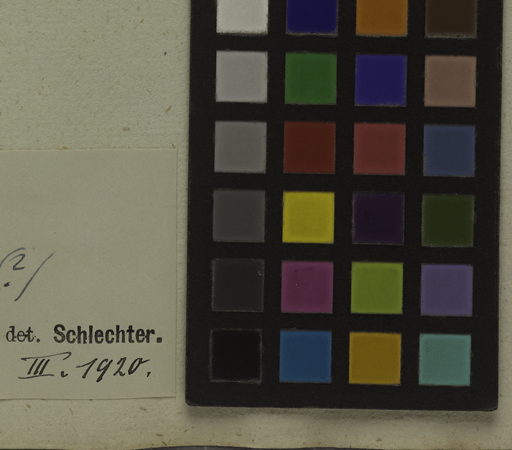 (?)
det. Schlechter.
III. 1920.